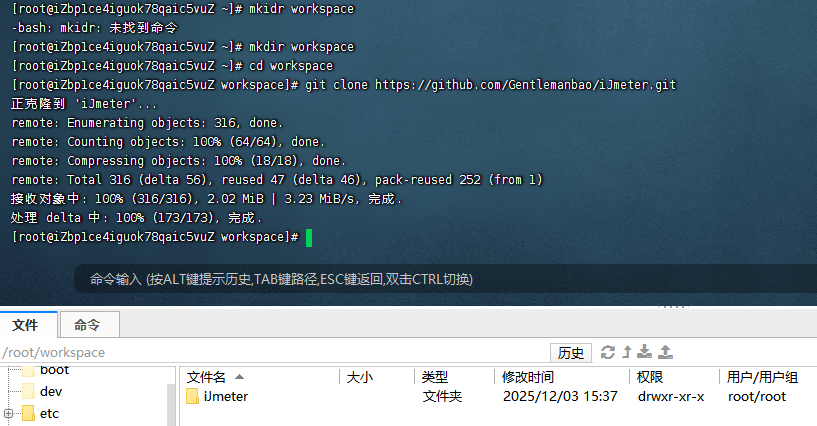 [root@iZbp1ce4iguok78qaic5vuZ ~]# mkidr workspace
-bash: mkidr: 未找到命令
[root@iZbp1ce4iguok78qaic5vuZ ~]# mkdir workspace
[root@iZbp1ce4iguok78qaic5vuZ ~]# cd workspace
[root@iZbp1ce4iguok78qaic5vuZ workspace]# git clone https://github.com/Gentlemanbao/iJmeter.git
正克隆到 'iJmeter'...
remote: Enumerating objects: 316, done.
remote: Counting objects: 100% (64/64), done.
remote: Compressing objects: 100% (18/18), done.
remote: Total 316 (delta 56), reused 47 (delta 46), pack-reused 252 (from 1)
接收对象中: 100% (316/316), 2.02 MiB | 3.23 MiB/s, 完成.
处理 delta 中: 100% (173/173), 完成.
[root@iZbp1ce4iguok78qaic5vuZ workspace]#
命令输入 (按ALT键提示历史,TAB键路径,ESC键返回,双击CTRL切换)
文件 命令
/root/workspace 历史
boot
dev
etc
文件名 大小 类型 修改时间 权限 用户/用户组
iJmeter 文件夹 2025/12/03 15:37 drwxr-xr-x root/root